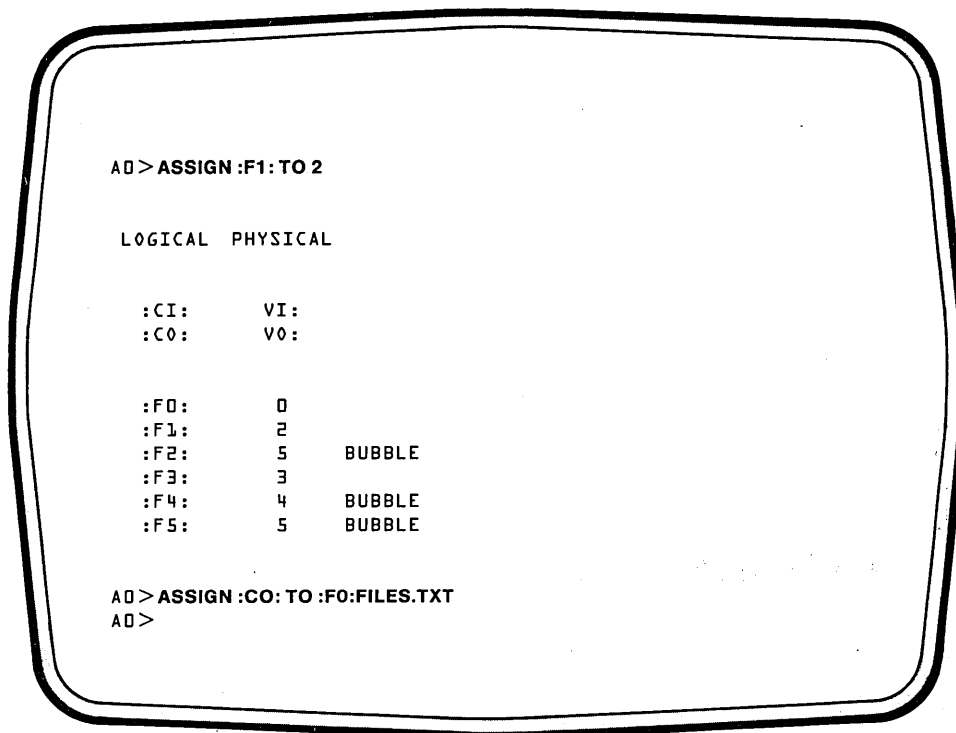 A0>ASSIGN :F1: TO 2
LOGICAL PHYSICAL
:CI: VI:
:CO: VO:
:F0: 0
:F1: 2
:F2: 5 BUBBLE
:F3: 3
:F4: 4 BUBBLE
:F5: 5 BUBBLE
A0>ASSIGN :CO: TO :F0:FILES.TXT
A0>